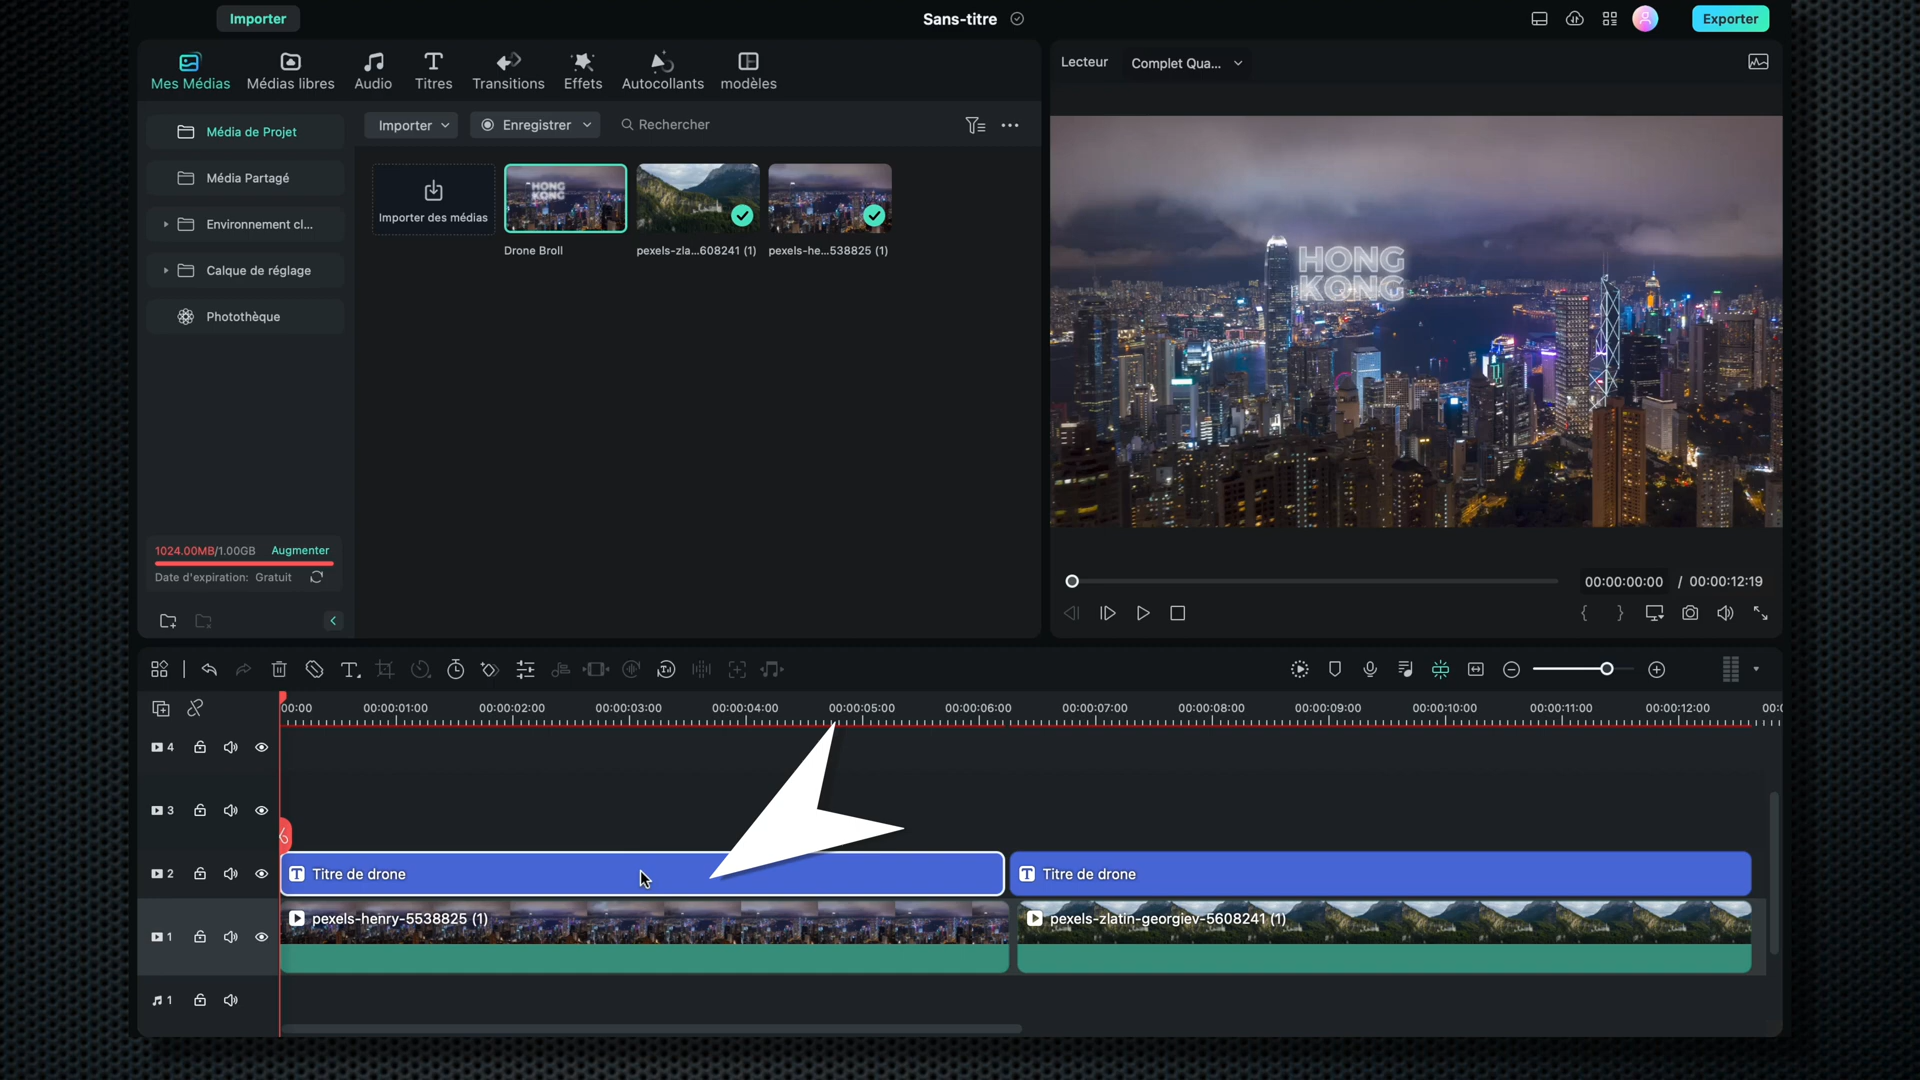 Importer
Sans-titre
Exporter
Mes Médias
Médias libres
Audio
Titres
Transitions
Effets
Autocollants
modèles
Lecteur
Complet Qua...
Média de Projet
Média Partagé
Environnement cl...
Calque de réglage
Photothèque
Importer
Enregistrer
Rechercher
Importer des médias
HONG
KONG
Drone Broll
pexels-zla...608241 (1)
pexels-he...538825 (1)
HONG
KONG
1024.00MB/1.00GB
Augmenter
Date d'expiration: Gratuit
00:00:00:00 / 00:00:12:19
00:00
00:00:01:00
00:00:02:00
00:00:03:00
00:00:04:00
00:00:05:00
00:00:06:00
00:00:07:00
00:00:08:00
00:00:09:00
00:00:10:00
00:00:11:00
00:00:12:00
00:0
4
3
2
Titre de drone
Titre de drone
1
pexels-henry-5538825 (1)
pexels-zlatin-georgiev-5608241 (1)
1